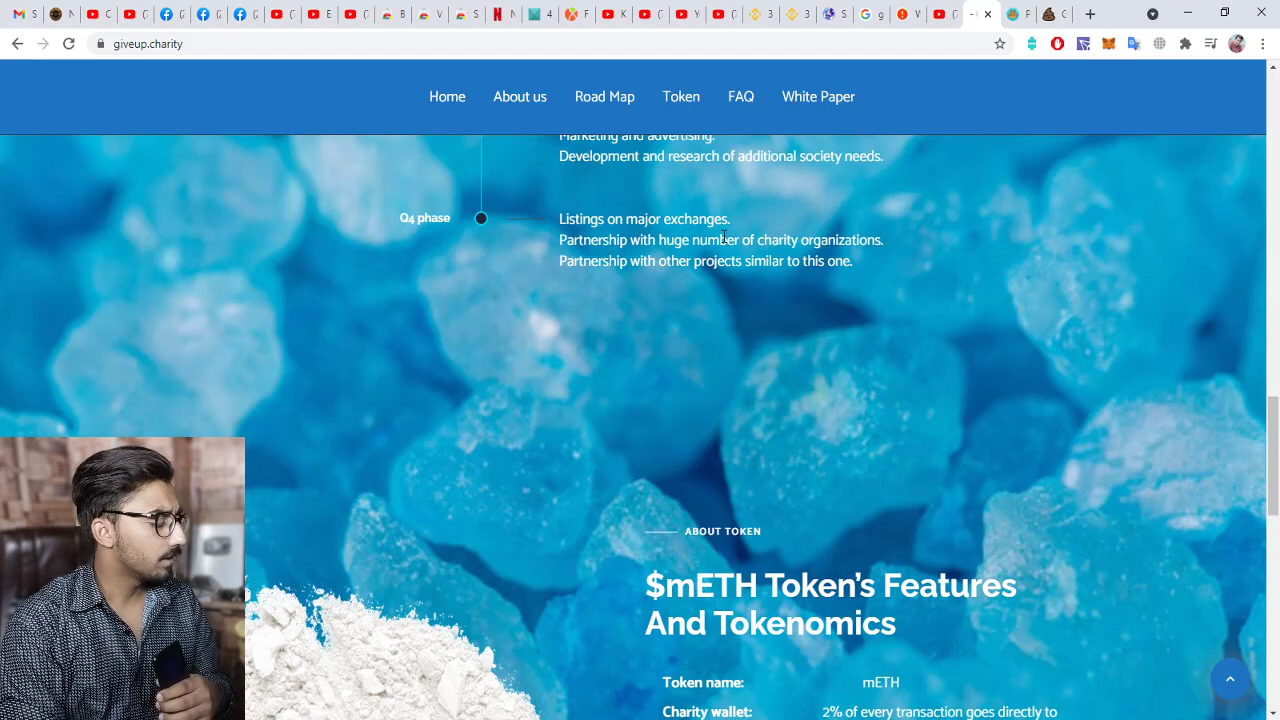 giveup.charity
Home About us Road Map Token FAQ White Paper
Marketing and advertising.
Development and research of additional society needs.
Q4 phase
Listings on major exchanges.
Partnership with huge number of charity organizations.
Partnership with other projects similar to this one.
ABOUT TOKEN
$mETH Token's Features
And Tokenomics
Token name: mETH
Charity wallet: 2% of every transaction goes directly to